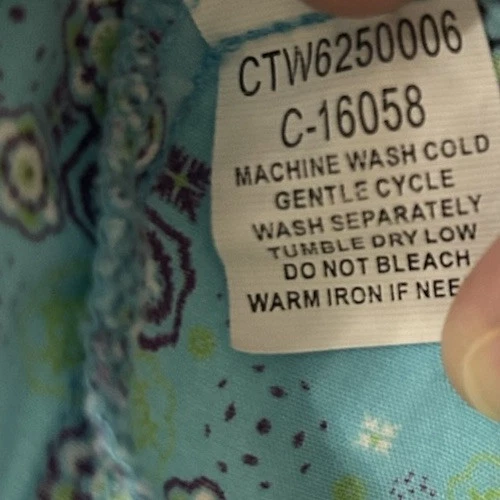 CTW6250006
C-16058
MACHINE WASH COLD
GENTLE CYCLE
WASH SEPARATELY
TUMBLE DRY LOW
DO NOT BLEACH
WARM IRON IF NEE